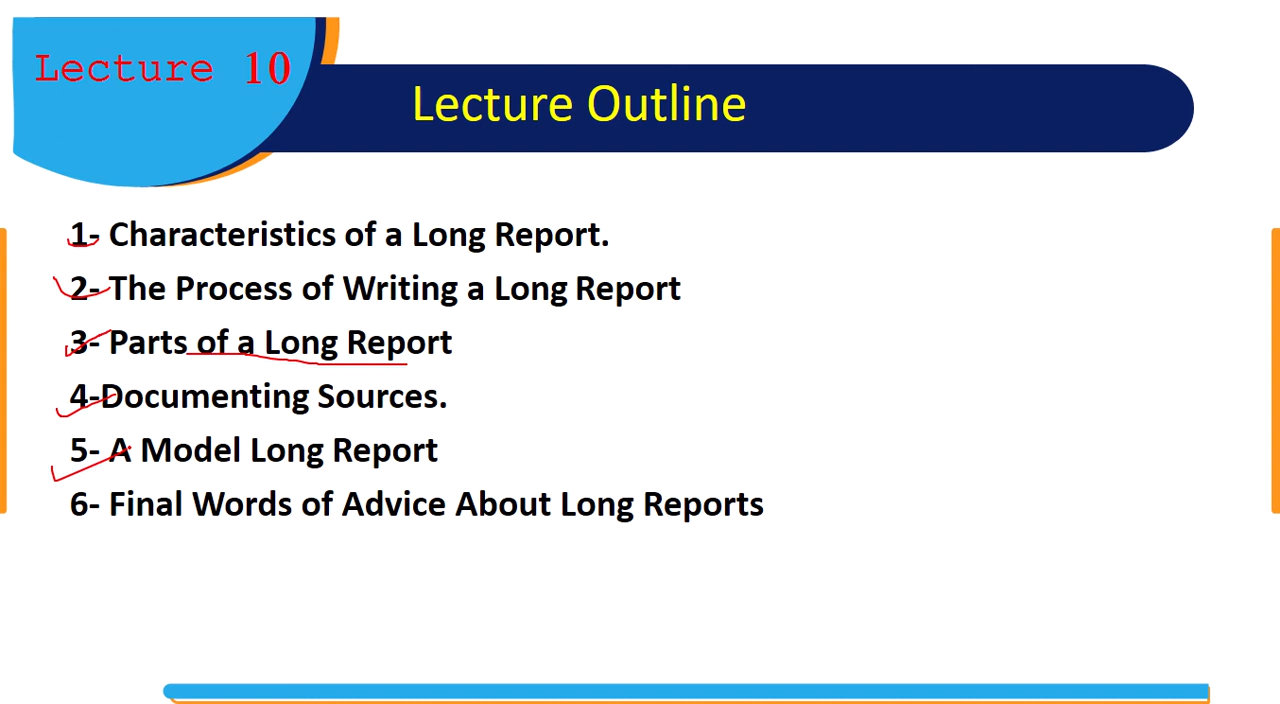 Lecture 10
Lecture Outline
1- Characteristics of a Long Report.
2- The Process of Writing a Long Report
3- Parts of a Long Report
4-Documenting Sources.
5- A Model Long Report
6- Final Words of Advice About Long Reports